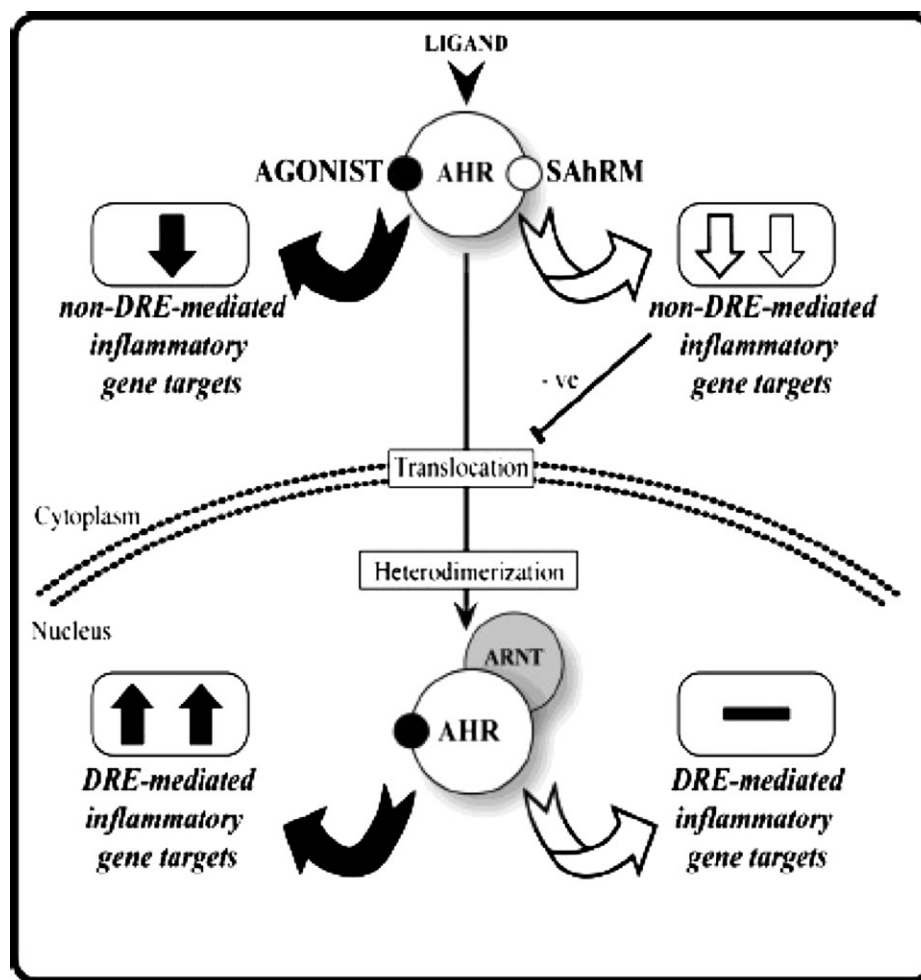 LIGAND
AGONIST
AHR
SAhRM
non-DRE-mediated
inflammatory
gene targets
non-DRE-mediated
inflammatory
gene targets
- ve
Translocation
Cytoplasm
Heterodimerization
Nucleus
ARNT
AHR
DRE-mediated
inflammatory
gene targets
DRE-mediated
inflammatory
gene targets